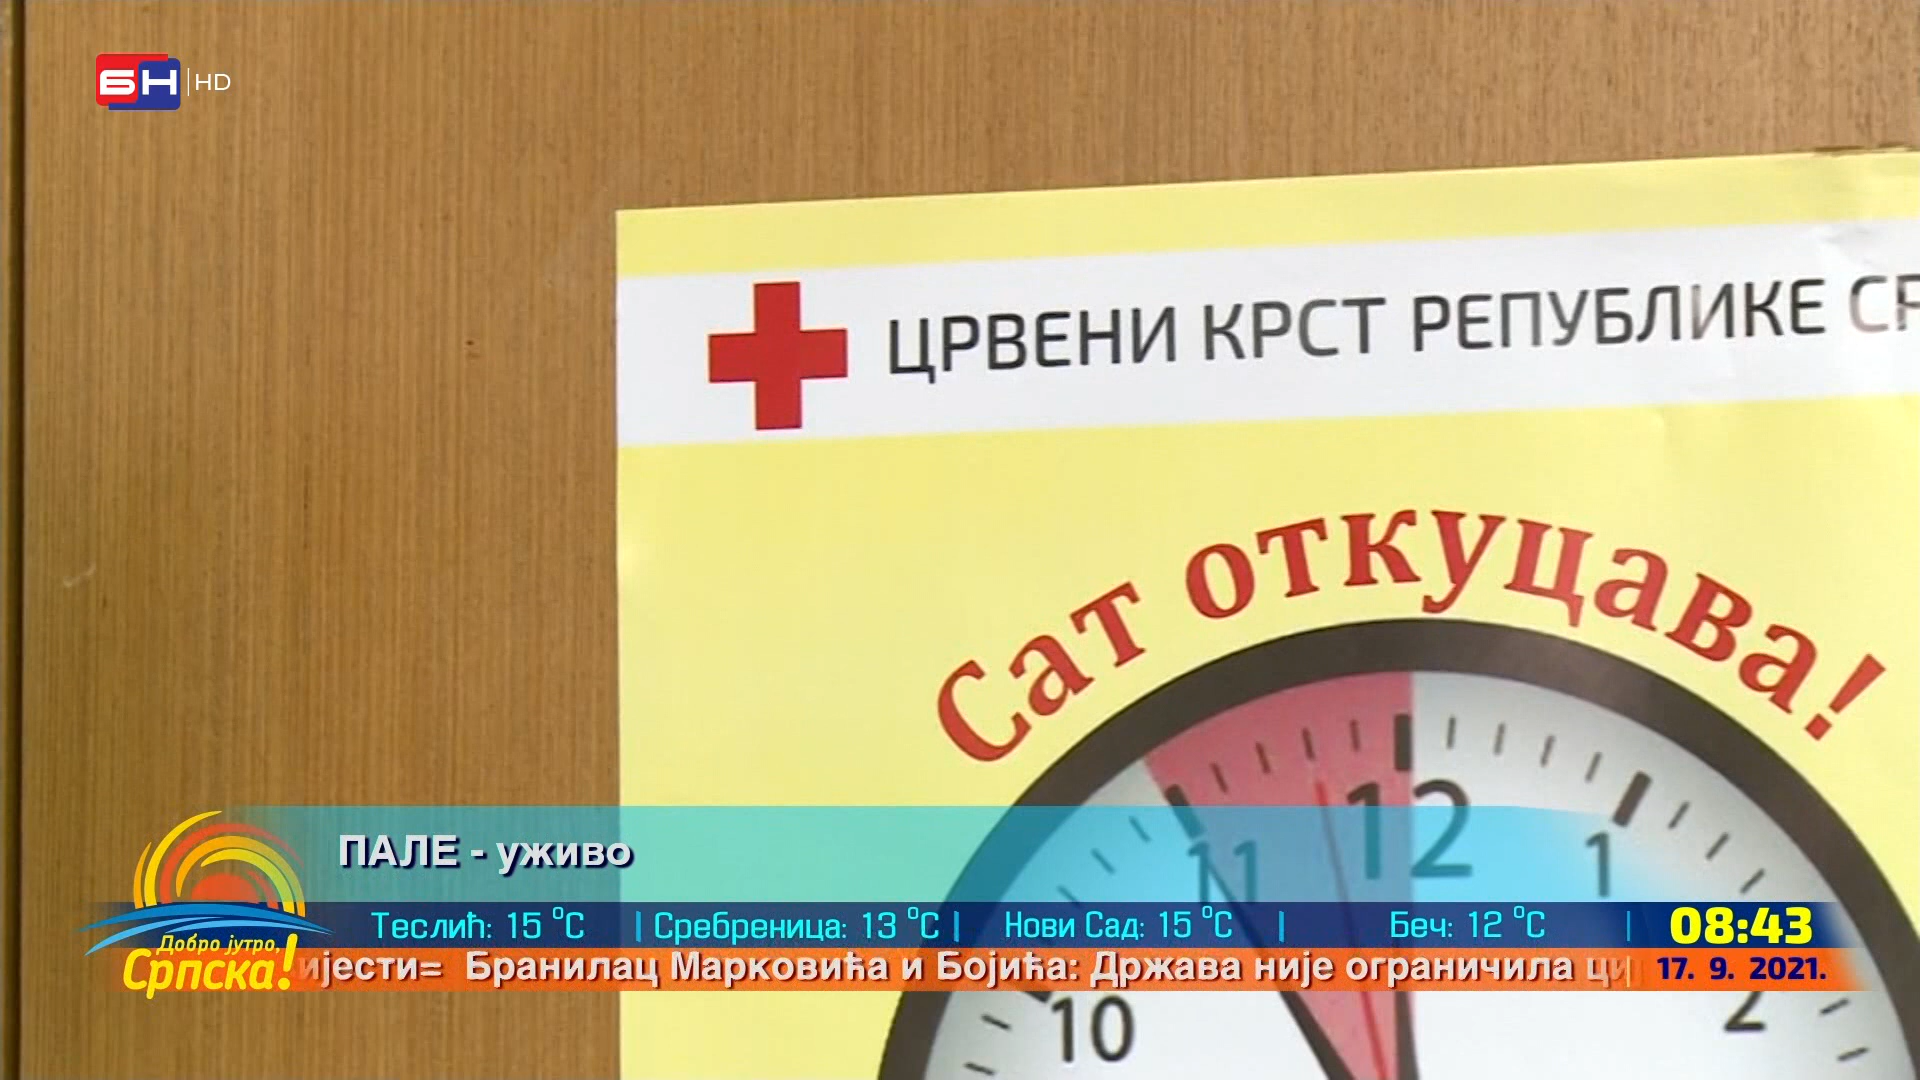 БН HD
ЦРВЕНИ КРСТ РЕПУБЛИКЕ
Сат откуцава!
12
11
1
10
2
ПАЛЕ - уживо
Теслић: 15 °C | Сребреница: 13 °C | Нови Сад: 15 °C | Беч: 12 °C | 08:43
Добро јутро,
Српска!
Бранилац Марковића и Бојића: Држава није ограничила
17. 9. 2021.